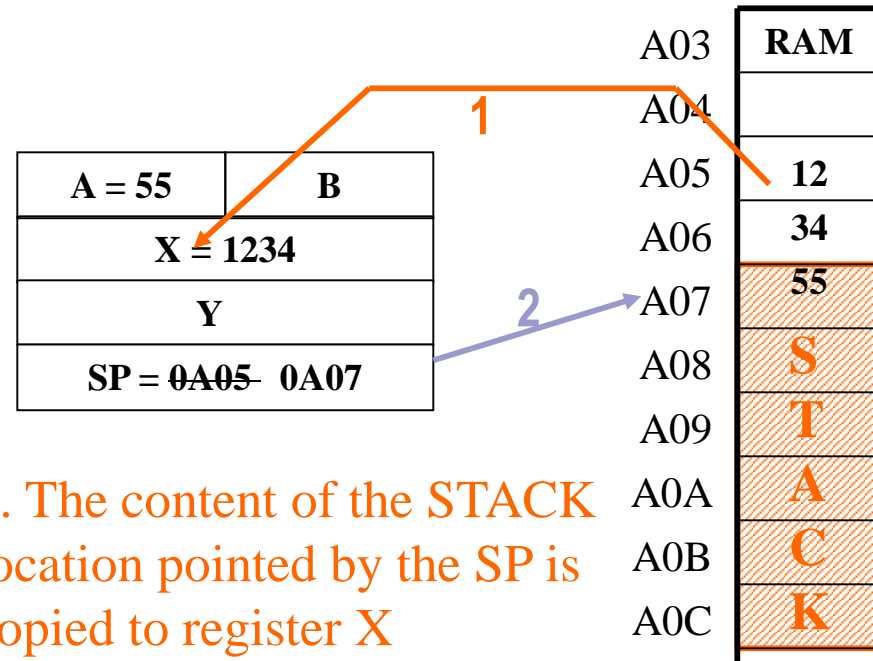 A03 RAM
A04
1
A05 12
A = 55 B
A06 34
X = 1234
A07 55
Y
2
A08 S
SP = 0A05 0A07
A09 T
A0A A
. The content of the STACK
ocation pointed by the SP is
A0B C
opied to register X
A0C K